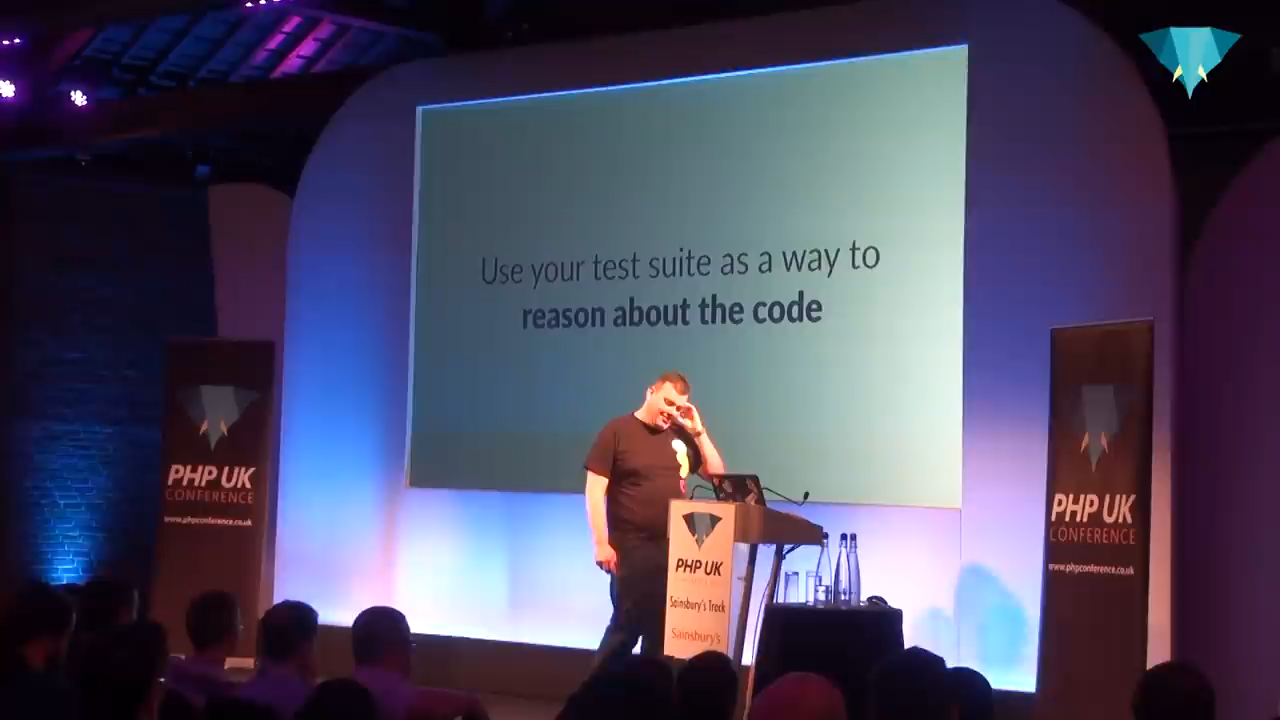 Use your test suite as a way to
reason about the code
PHP UK
CONFERENCE
www.phpconference.co.uk
PHP UK
CONFERENCE
www.phpconference.co.uk
PHP UK
Sainsbury's Track
Sainsbury's